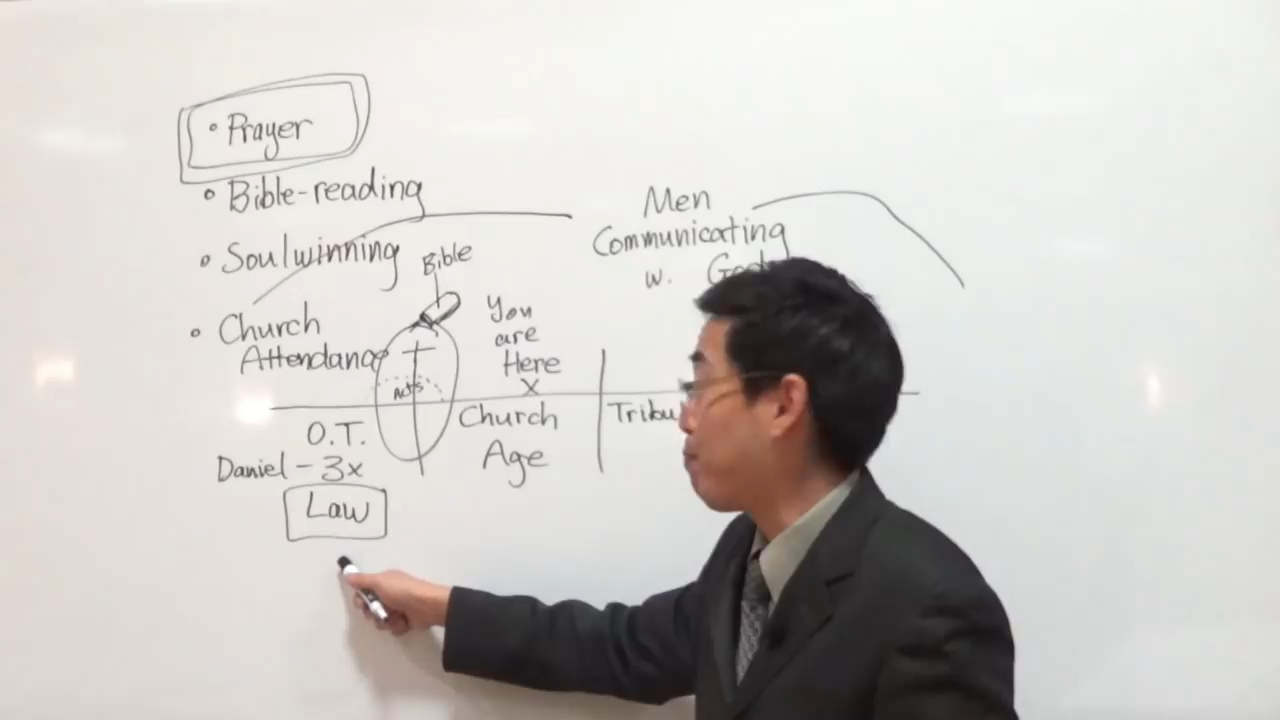 • Prayer
• Bible-reading
• Soulwinning
• Church
Attendance
Bible
You
are
Here
X
Men
Communicating
w. God
Acts
O.T.
Daniel - 3x
Law
Church
Age
Tribu